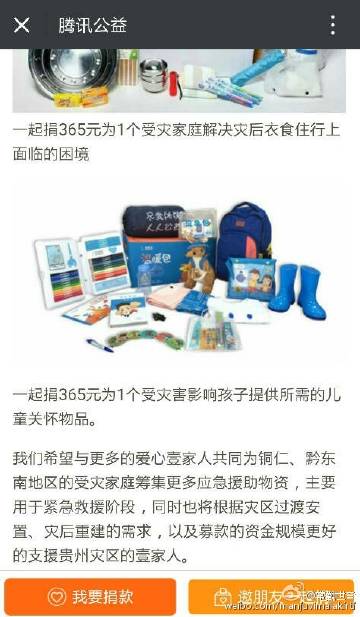 腾讯公益
一起捐365元为1个受灾家庭解决灾后衣食住行上
面临的困境
温暖包
一起捐365元为1个受灾害影响孩子提供所需的儿
童关怀物品。
我们希望与更多的爱心壹家人共同为铜仁、黔东
南地区的受灾家庭筹集更多应急援助物资，主要
用于紧急救援阶段，同时也将根据灾区过渡安
置、灾后重建的需求，以及募款的资金规模更好
的支援贵州灾区的壹家人。
我要捐款
邀朋友一起
weibo.com/manjuvimalakirti